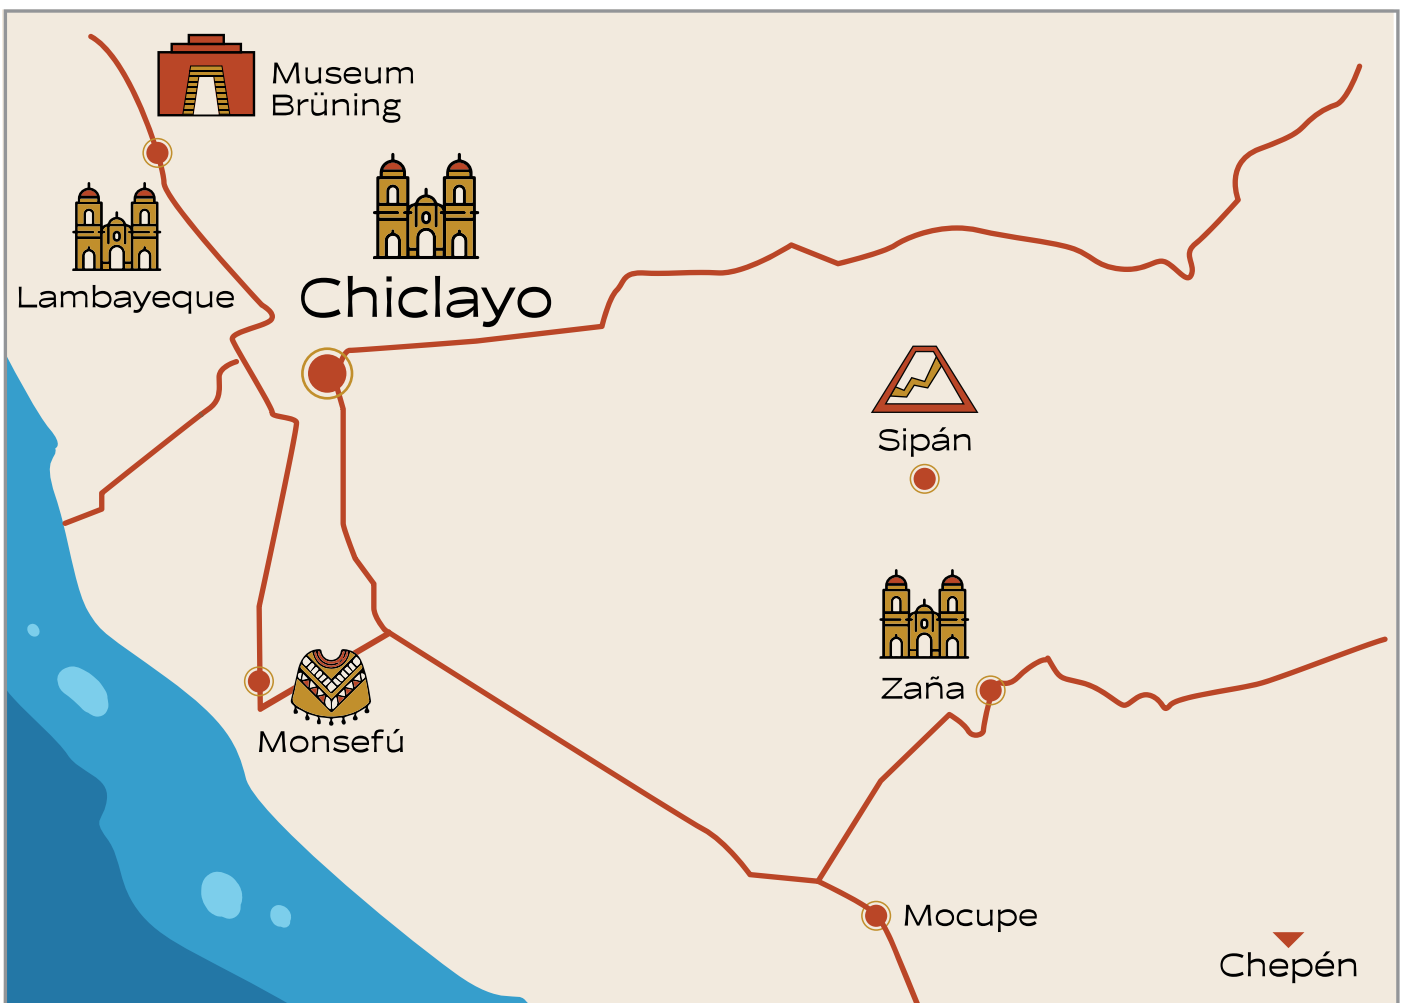 Museum
Brüning
Lambayeque
Chiclayo
Sipán
Zaña
Monsefú
Mocupe
Chepén